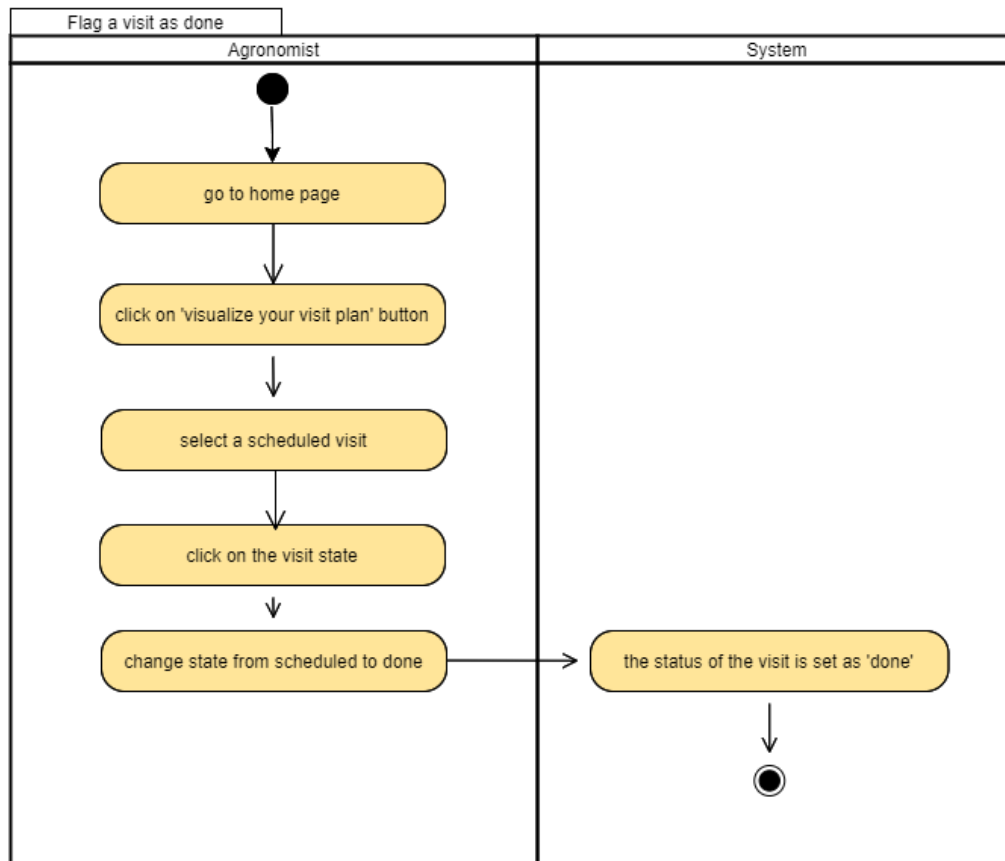 Flag a visit as done
Agronomist
System
go to home page
click on 'visualize your visit plan' button
select a scheduled visit
click on the visit state
change state from scheduled to done
the status of the visit is set as 'done'